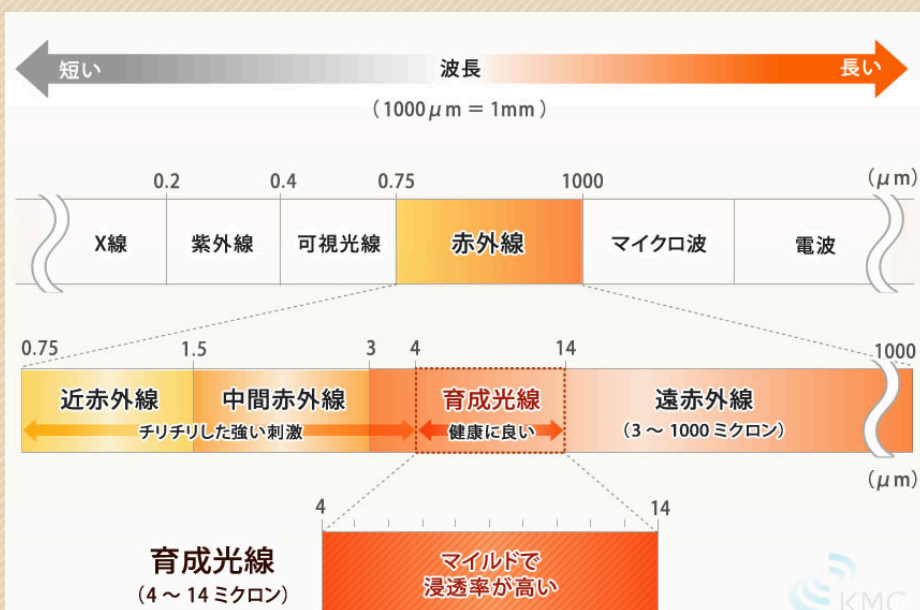 短い 波長 長い
(1000μm = 1mm)
0.2 0.4 0.75 1000 (μm)
X線 紫外線 可視光線 赤外線 マイクロ波 電波
0.75 1.5 3 4 14 1000
近赤外線 中間赤外線 育成光線 遠赤外線
チリチリした強い刺激 健康に良い (3 ~ 1000 ミクロン)
(μm)
4 14
育成光線 マイルドで
(4 ~ 14 ミクロン) 浸透率が高い
KMC